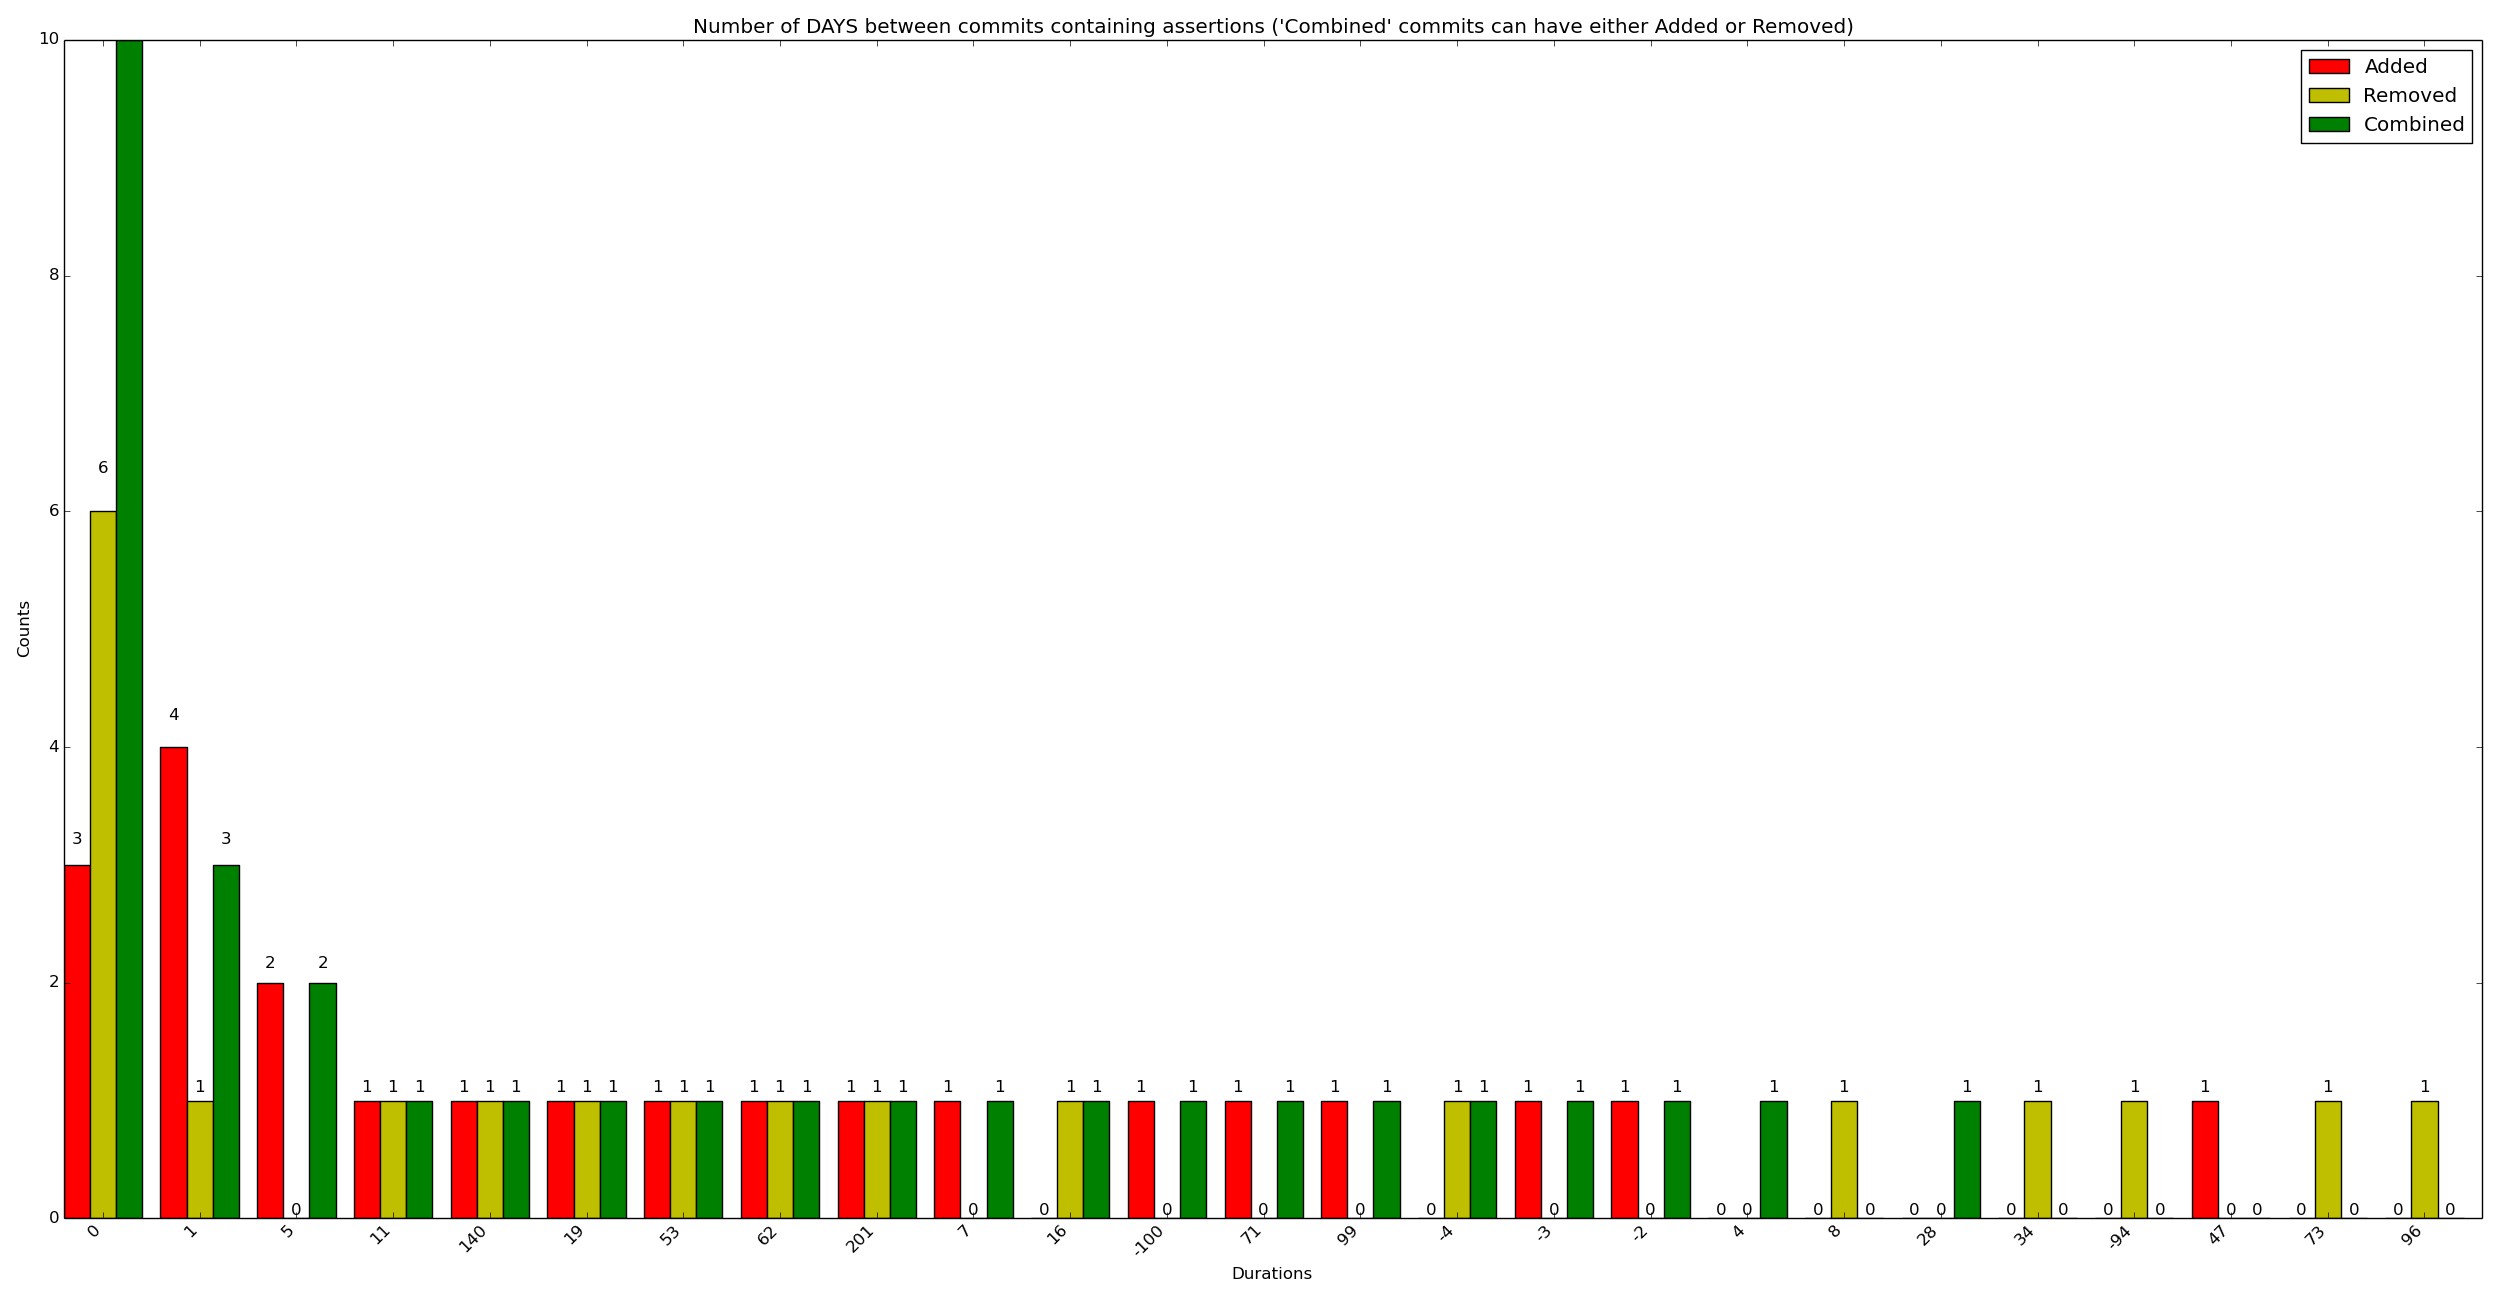 Number of DAYS between commits containing assertions ('Combined' commits can have either Added or Removed)
Added
Removed
Combined
Counts
10
8
6
4
2
0
3 6
4 1 3
2 0 2
1 1 1
1 1 1
1 1 1
1 1 1
1 1 1
1 1 1
1 0 1
0 1 1
1 0 1
1 0 1
1 0 1
0 1 1
1 0 1
1 0 1
0 0 1
0 1 0
0 0 1
0 1 0
0 1 0
1 0 0
0 1 0
0 1 0
0 1 5 11 140 19 53 62 201 7 16 -100 71 99 -4 -3 -2 4 8 28 34 -94 47 73 96
Durations